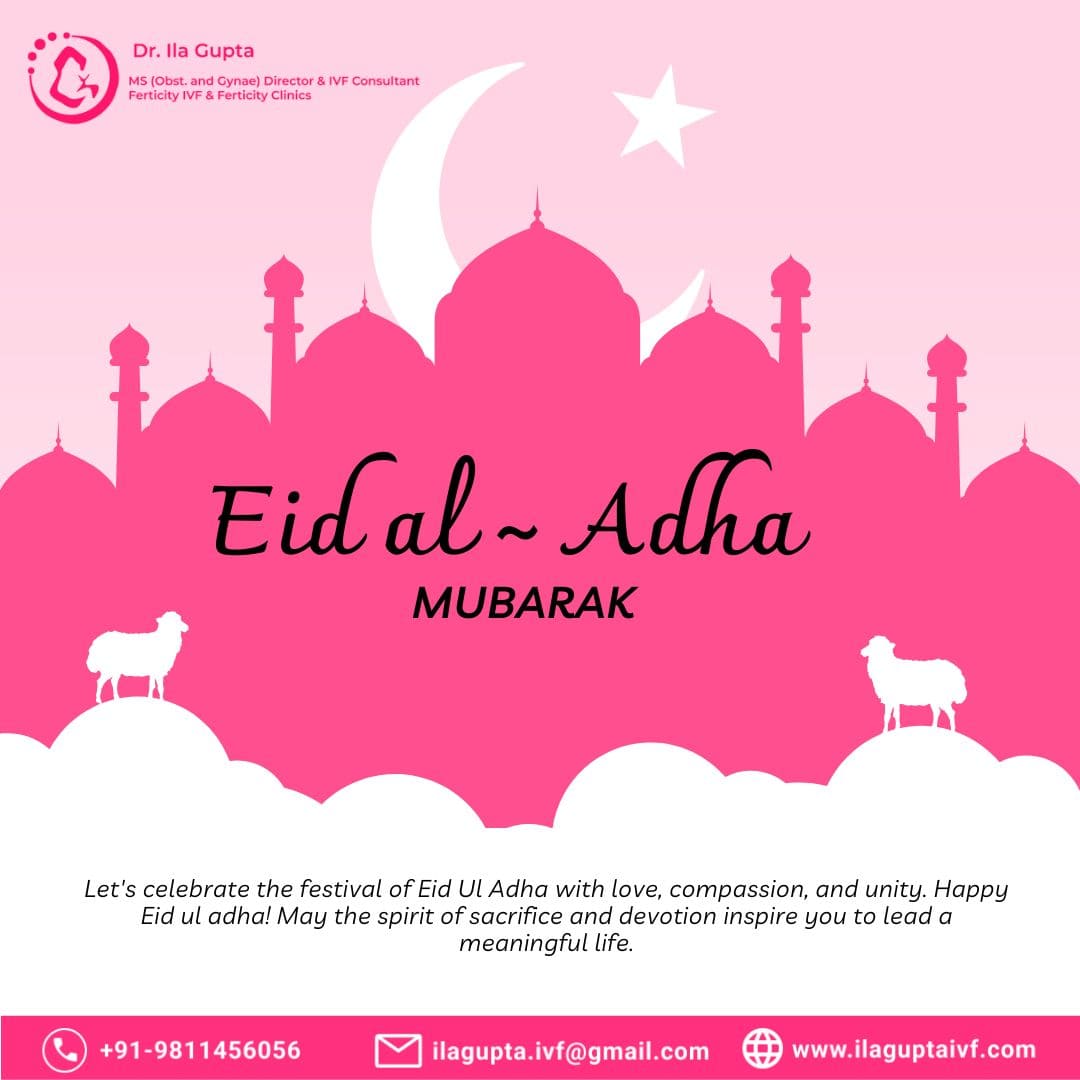 Dr. Ila Gupta
MS (Obst. and Gynae) Director & IVF Consultant
Ferticity IVF & Ferticity Clinics
Eid al ~ Adha
MUBARAK
Let's celebrate the festival of Eid Ul Adha with love, compassion, and unity. Happy
Eid ul adha! May the spirit of sacrifice and devotion inspire you to lead a
meaningful life.
+91-9811456056 ilagupta.ivf@gmail.com www.ilaguptaivf.com